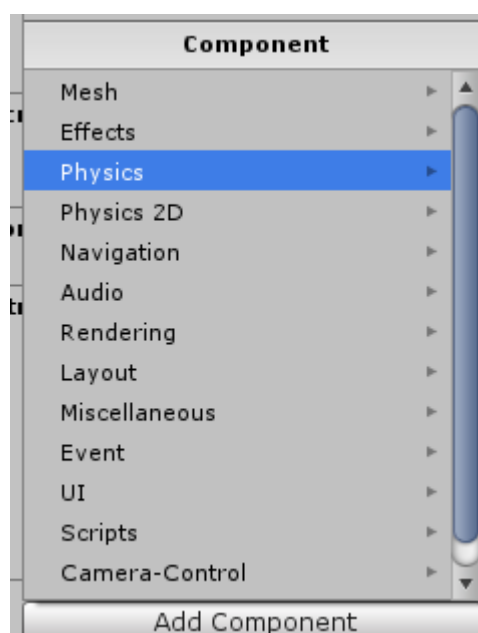 Component
Mesh
Effects
Physics
Physics 2D
Navigation
Audio
Rendering
Layout
Miscellaneous
Event
UI
Scripts
Camera-Control
Add Component